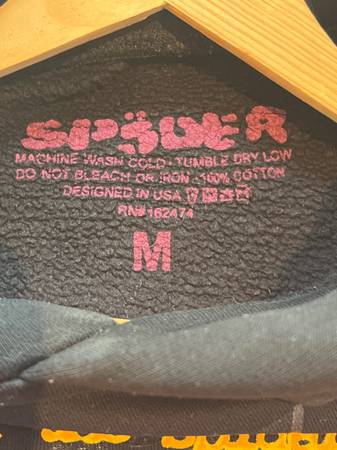 SP5DER
MACHINE WASH COLD - TUMBLE DRY LOW
DO NOT BLEACH OR IRON - 100% COTTON
DESIGNED IN USA
RN# 162474
M